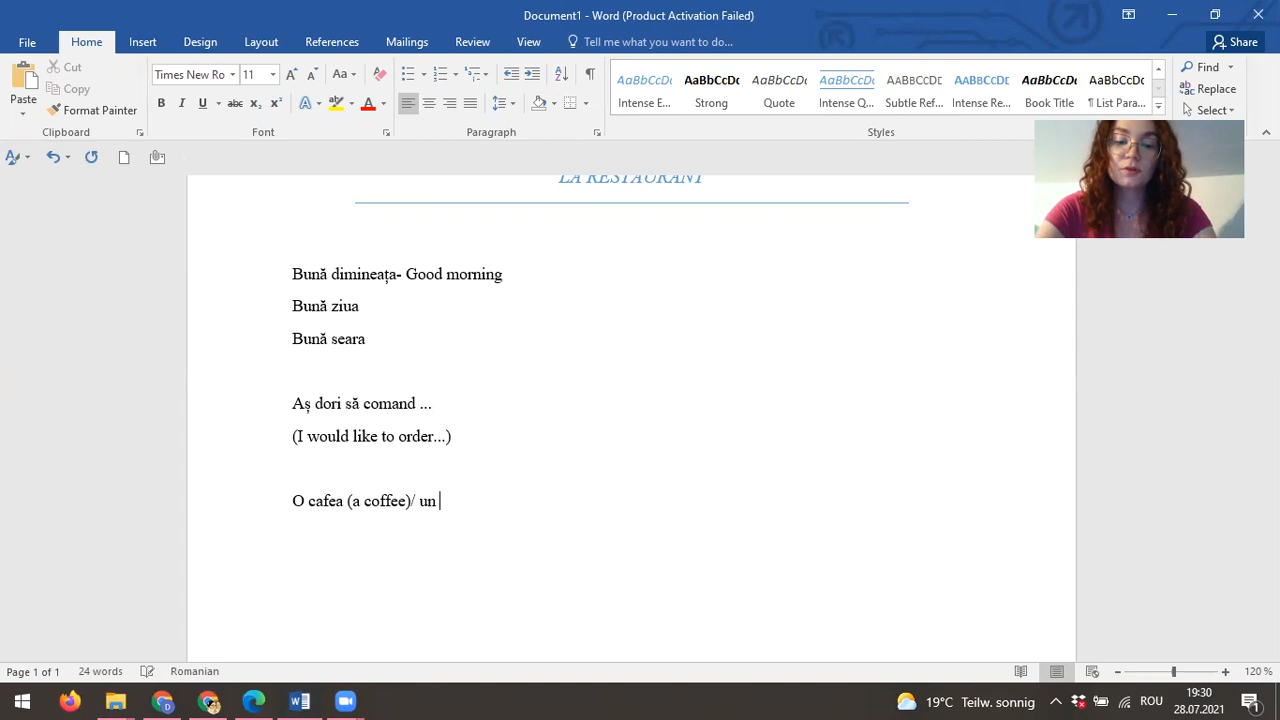 Document1 - Word (Product Activation Failed)
File Home Insert Design Layout References Mailings Review View Tell me what you want to do... Share
Cut
Copy
Paste Format Painter
Clipboard
Times New Ro 11 Aa
B I U abc x₂ x² A A
Font
Paragraph
AaBbCcDc AaBbCcDc AaBbCcDc AaBbCcDc AABBCCDE AABBCCDE AaBbCcDc AaBbCcDc
Intense E... Strong Quote Intense Q... Subtle Ref... Intense Re... Book Title ¶ List Para...
Styles
Find
Replace
Select
LA RESTAURANT
Bună dimineața- Good morning
Bună ziua
Bună seara
Aș dori să comand ...
(I would like to order...)
O cafea (a coffee)/ un
Page 1 of 1 24 words Romanian 120 %
19°C Teilw. sonnig ROU 19:30
28.07.2021